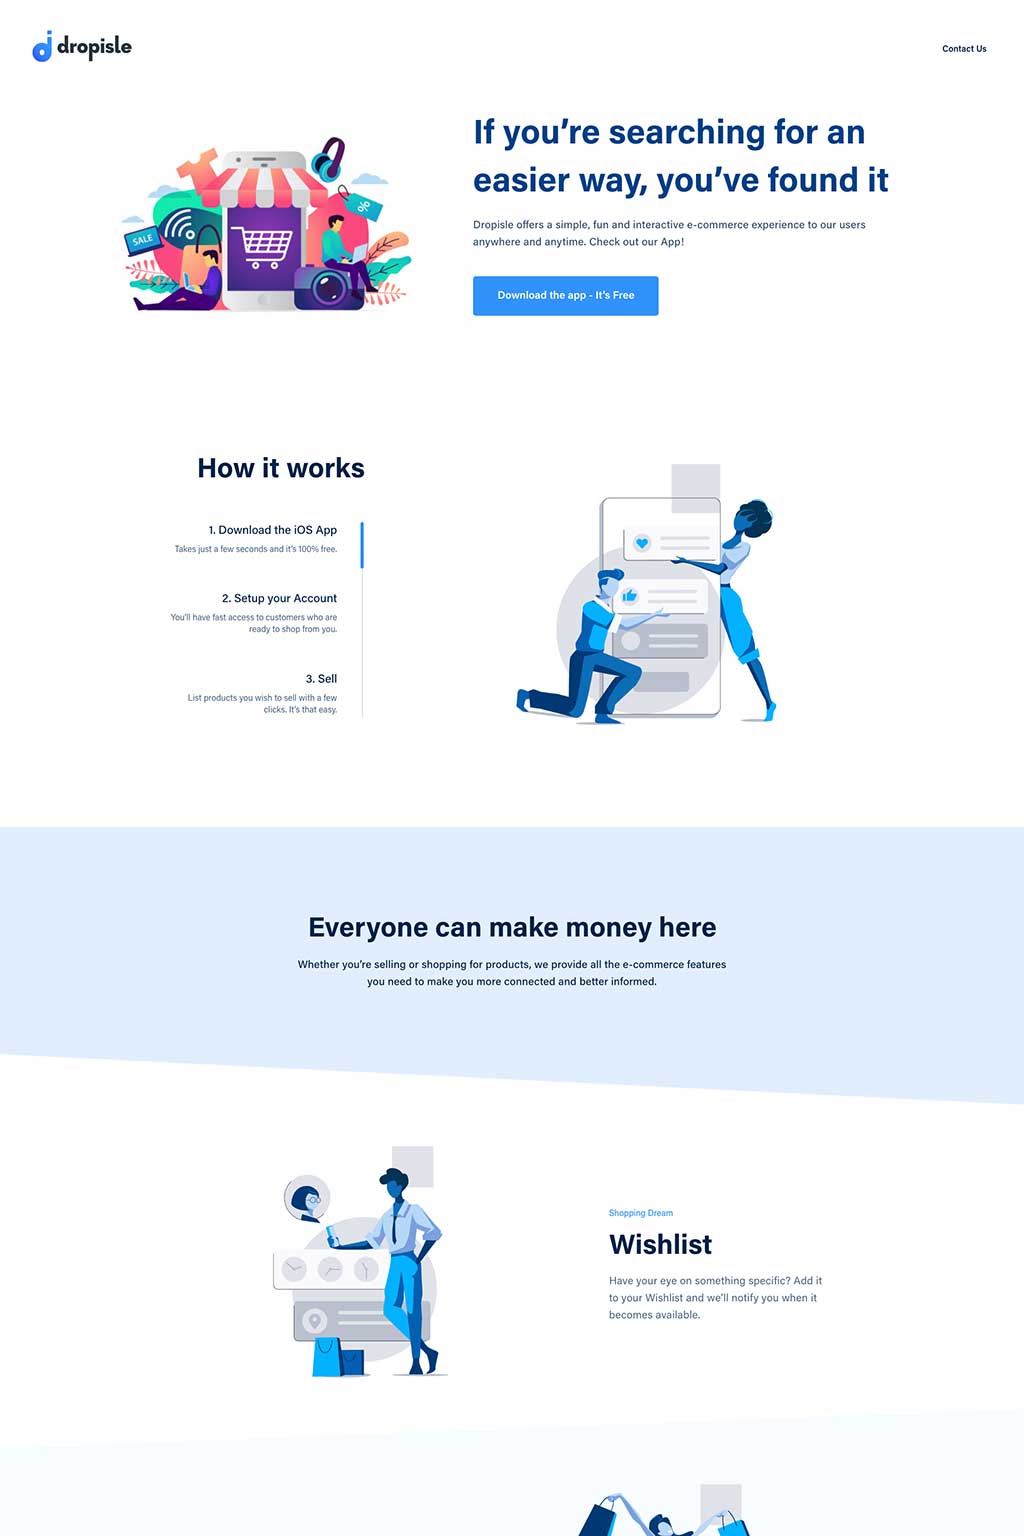 dropisle
Contact Us
If you’re searching for an
easier way, you’ve found it
Dropisle offers a simple, fun and interactive e-commerce experience to our users
anywhere and anytime. Check out our App!
Download the app - It’s Free
SALE
%
How it works
1. Download the iOS App
Takes just a few seconds and it’s 100% free.
2. Setup your Account
You’ll have fast access to customers who are
ready to shop from you.
3. Sell
List products you wish to sell with a few
clicks. It’s that easy.
Everyone can make money here
Whether you’re selling or shopping for products, we provide all the e-commerce features
you need to make you more connected and better informed.
Shopping Dream
Wishlist
Have your eye on something specific? Add it
to your Wishlist and we’ll notify you when it
becomes available.